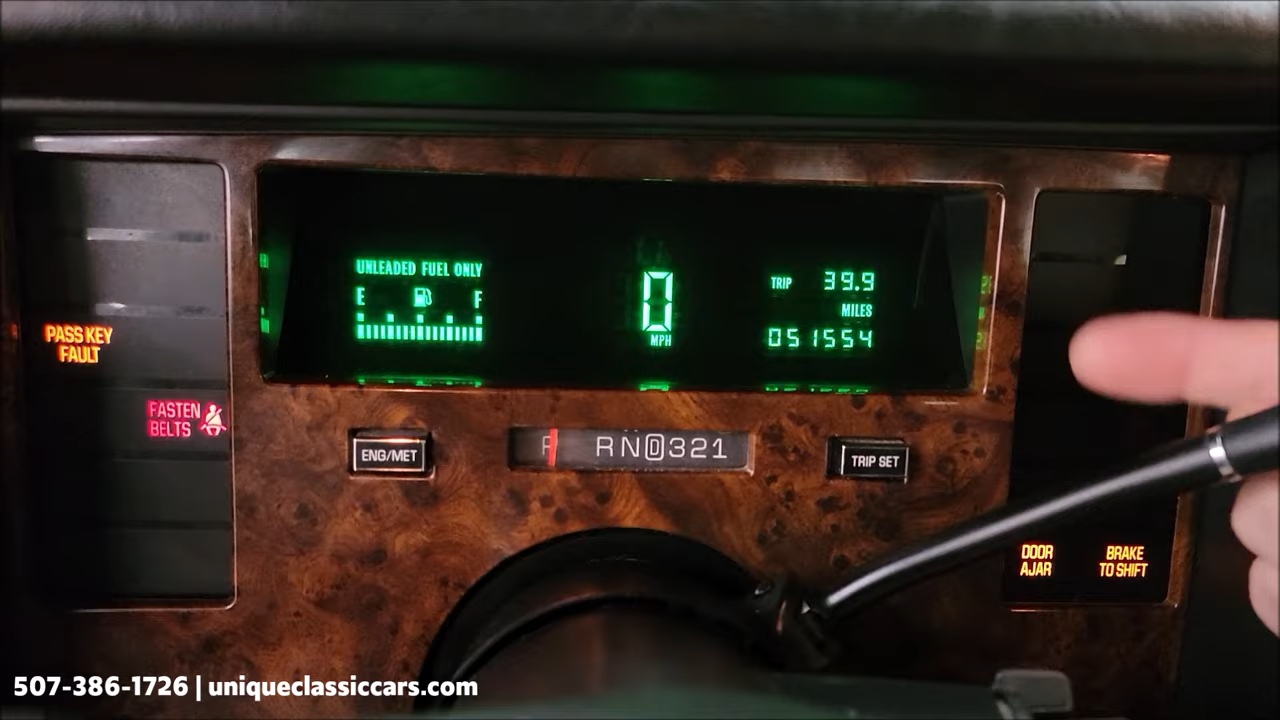 UNLEADED FUEL ONLY
E F
0
MPH
TRIP 39.9
MILES
051554
PASS KEY
FAULT
FASTEN
BELTS
ENG/MET
P RND321
TRIP SET
DOOR
AJAR
BRAKE
TO SHIFT
507-386-1726 | uniqueclassiccars.com